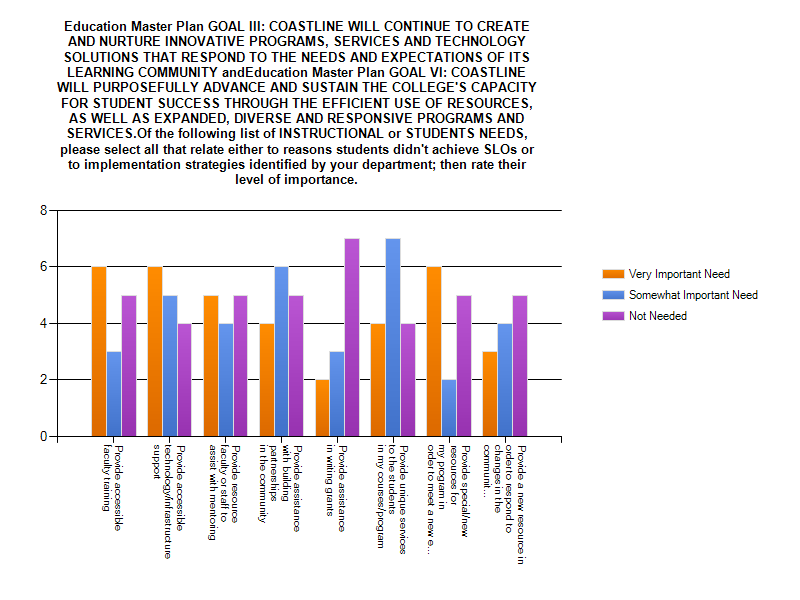 Education Master Plan GOAL III: COASTLINE WILL CONTINUE TO CREATE
AND NURTURE INNOVATIVE PROGRAMS, SERVICES AND TECHNOLOGY
SOLUTIONS THAT RESPOND TO THE NEEDS AND EXPECTATIONS OF ITS
LEARNING COMMUNITY andEducation Master Plan GOAL VI: COASTLINE
WILL PURPOSEFULLY ADVANCE AND SUSTAIN THE COLLEGE'S CAPACITY
FOR STUDENT SUCCESS THROUGH THE EFFICIENT USE OF RESOURCES,
AS WELL AS EXPANDED, DIVERSE AND RESPONSIVE PROGRAMS AND
SERVICES.Of the following list of INSTRUCTIONAL or STUDENTS NEEDS,
please select all that relate either to reasons students didn't achieve SLOs or
to implementation strategies identified by your department; then rate their
level of importance.
8
6
4
2
0
Very Important Need
Somewhat Important Need
Not Needed
Provide accessible
faculty training
Provide accessible
technology/infrastructure
support
Provide resource
faculty or staff to
assist with mentoring
Provide assistance
with building
partnerships
in the community
Provide assistance
in writing grants
Provide unique services
to the students
in my courses/program
Provide special/new
resources for
my program in
order to meet a new e...
Provide a new resource in
order to respond to
changes in the
communit...